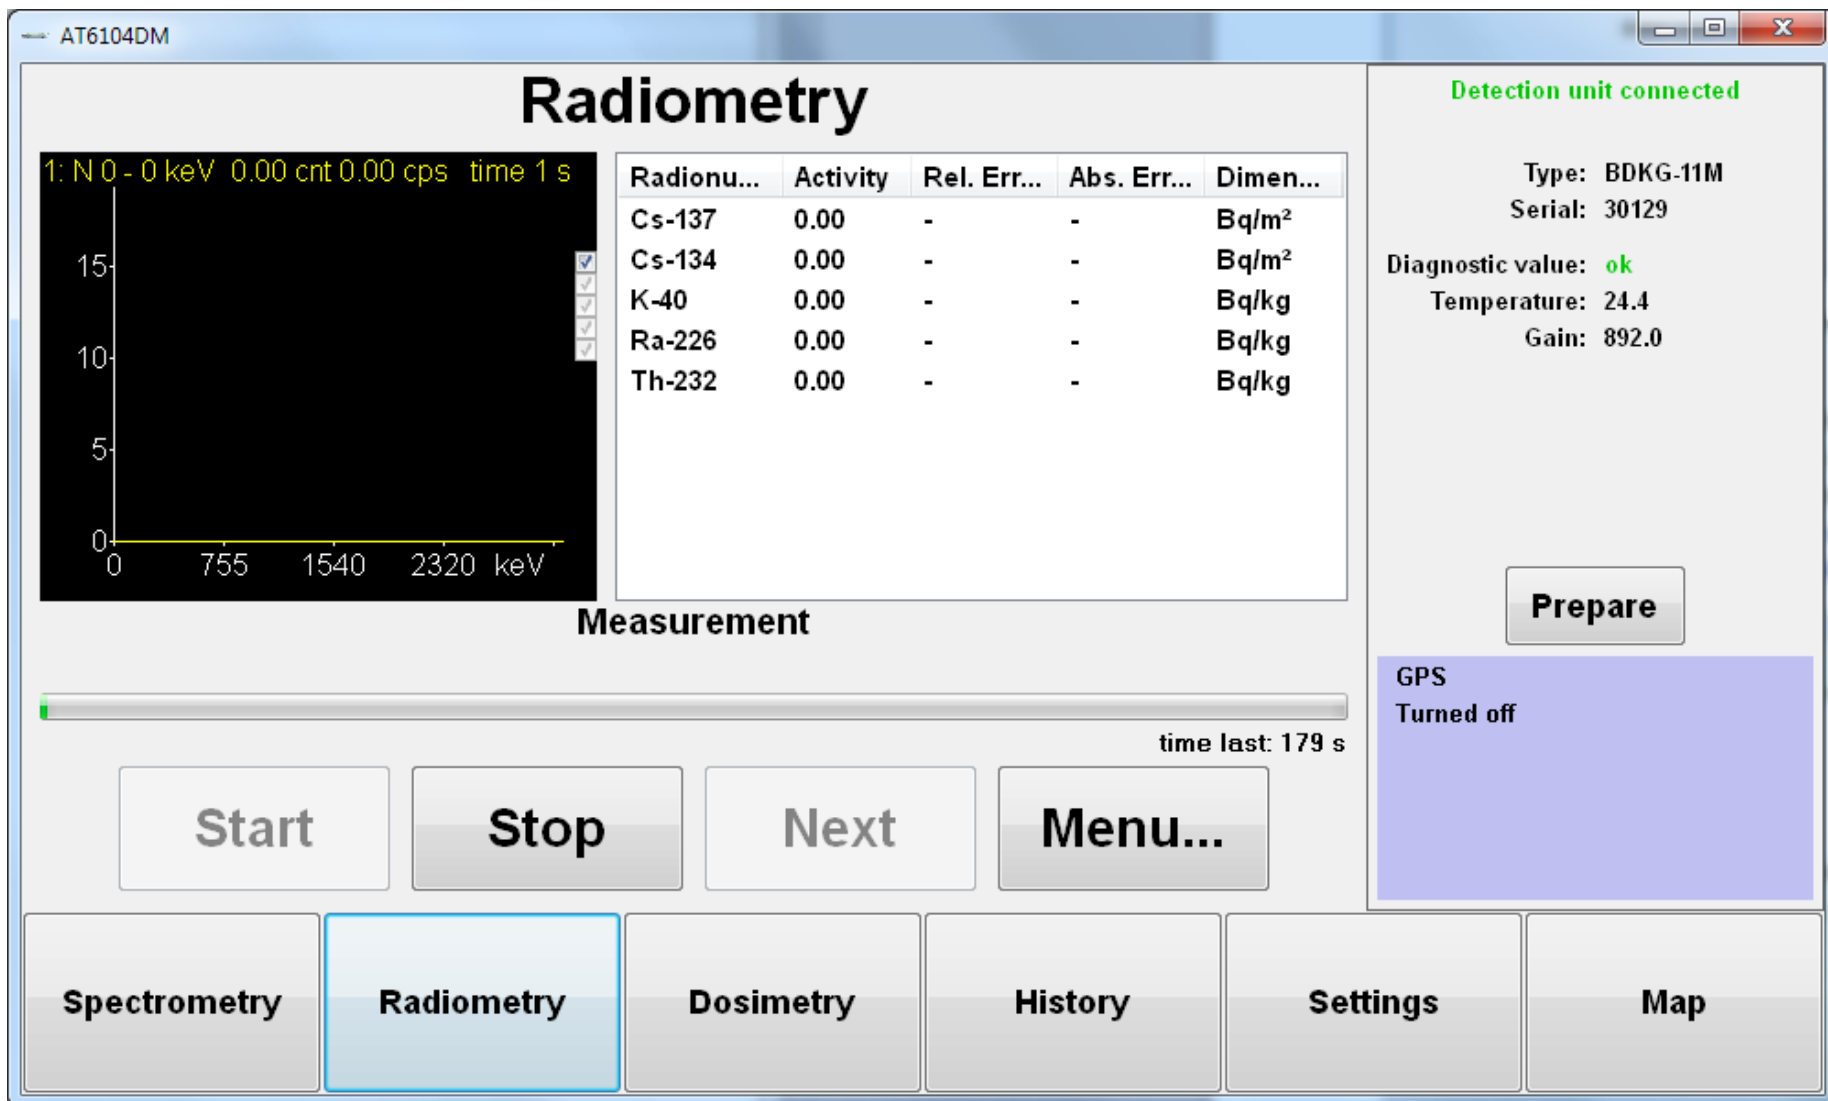 AT6104DM
Radiometry
1: N 0 - 0 keV 0.00 cnt 0.00 cps time 1 s
15
10
5
0
0 755 1540 2320 keV
Radionu... Activity Rel. Err... Abs. Err... Dimen...
Cs-137 0.00 - - Bq/m²
Cs-134 0.00 - - Bq/m²
K-40 0.00 - - Bq/kg
Ra-226 0.00 - - Bq/kg
Th-232 0.00 - - Bq/kg
Measurement
time last: 179 s
Start Stop Next Menu...
Detection unit connected
Type: BDKG-11M
Serial: 30129
Diagnostic value: ok
Temperature: 24.4
Gain: 892.0
Prepare
GPS
Turned off
Spectrometry Radiometry Dosimetry History Settings Map